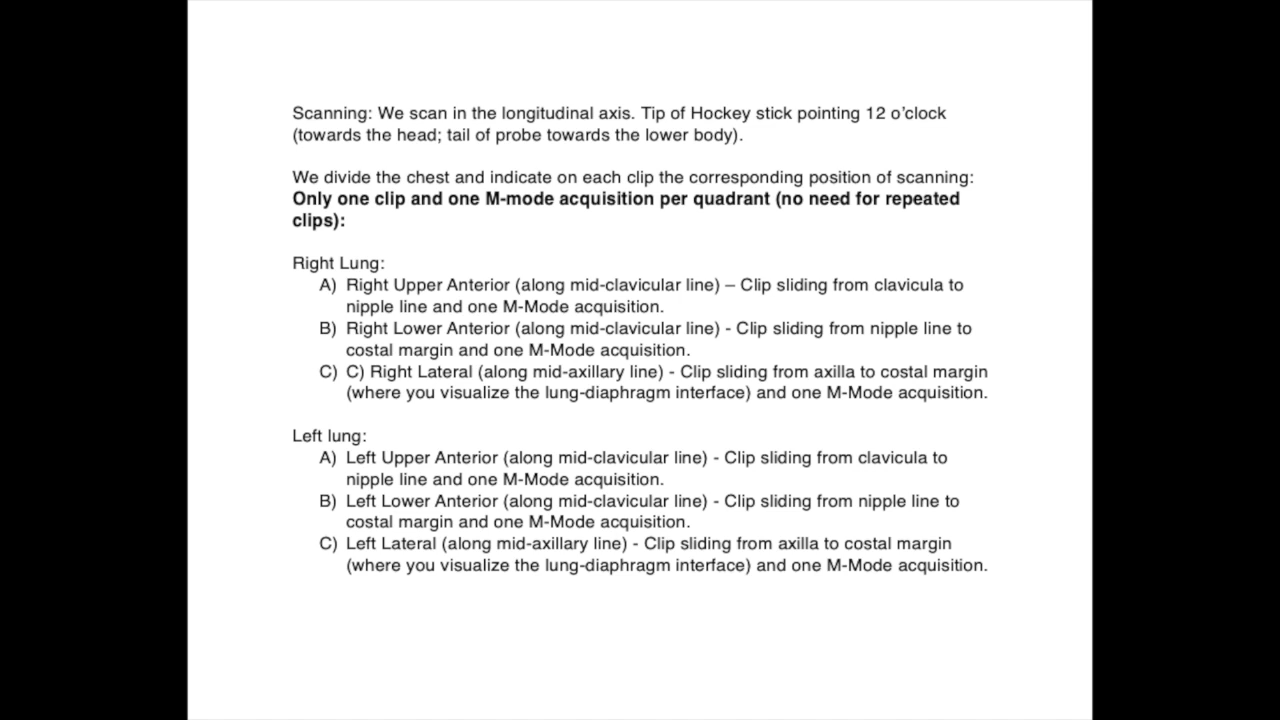 Scanning: We scan in the longitudinal axis. Tip of Hockey stick pointing 12 o’clock
(towards the head; tail of probe towards the lower body).
We divide the chest and indicate on each clip the corresponding position of scanning:
Only one clip and one M-mode acquisition per quadrant (no need for repeated
clips):
Right Lung:
A) Right Upper Anterior (along mid-clavicular line) – Clip sliding from clavicula to
nipple line and one M-Mode acquisition.
B) Right Lower Anterior (along mid-clavicular line) - Clip sliding from nipple line to
costal margin and one M-Mode acquisition.
C) C) Right Lateral (along mid-axillary line) - Clip sliding from axilla to costal margin
(where you visualize the lung-diaphragm interface) and one M-Mode acquisition.
Left lung:
A) Left Upper Anterior (along mid-clavicular line) - Clip sliding from clavicula to
nipple line and one M-Mode acquisition.
B) Left Lower Anterior (along mid-clavicular line) - Clip sliding from nipple line to
costal margin and one M-Mode acquisition.
C) Left Lateral (along mid-axillary line) - Clip sliding from axilla to costal margin
(where you visualize the lung-diaphragm interface) and one M-Mode acquisition.